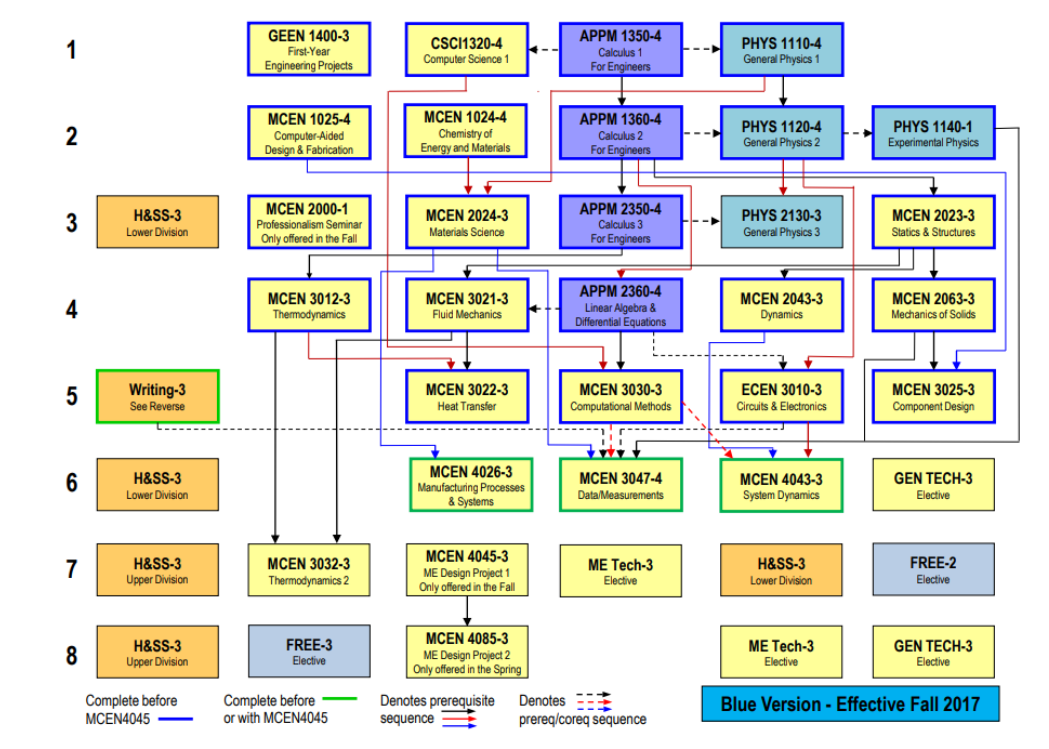 1
GEEN 1400-3
First-Year
Engineering Projects
CSCI1320-4
Computer Science 1
APPM 1350-4
Calculus 1
For Engineers
PHYS 1110-4
General Physics 1
2
MCEN 1025-4
Computer-Aided
Design & Fabrication
MCEN 1024-4
Chemistry of
Energy and Materials
APPM 1360-4
Calculus 2
For Engineers
PHYS 1120-4
General Physics 2
PHYS 1140-1
Experimental Physics
3
H&SS-3
Lower Division
MCEN 2000-1
Professionalism Seminar
Only offered in the Fall
MCEN 2024-3
Materials Science
APPM 2350-4
Calculus 3
For Engineers
PHYS 2130-3
General Physics 3
MCEN 2023-3
Statics & Structures
4
MCEN 3012-3
Thermodynamics
MCEN 3021-3
Fluid Mechanics
APPM 2360-4
Linear Algebra &
Differential Equations
MCEN 2043-3
Dynamics
MCEN 2063-3
Mechanics of Solids
5
Writing-3
See Reverse
MCEN 3022-3
Heat Transfer
MCEN 3030-3
Computational Methods
ECEN 3010-3
Circuits & Electronics
MCEN 3025-3
Component Design
6
H&SS-3
Lower Division
MCEN 4026-3
Manufacturing Processes
& Systems
MCEN 3047-4
Data/Measurements
MCEN 4043-3
System Dynamics
GEN TECH-3
Elective
7
H&SS-3
Upper Division
MCEN 3032-3
Thermodynamics 2
MCEN 4045-3
ME Design Project 1
Only offered in the Fall
ME Tech-3
Elective
H&SS-3
Lower Division
FREE-2
Elective
8
H&SS-3
Upper Division
FREE-3
Elective
MCEN 4085-3
ME Design Project 2
Only offered in the Spring
ME Tech-3
Elective
GEN TECH-3
Elective
Complete before
MCEN4045
Complete before
or with MCEN4045
Denotes prerequisite
sequence
Denotes
prereq/coreq sequence
Blue Version - Effective Fall 2017